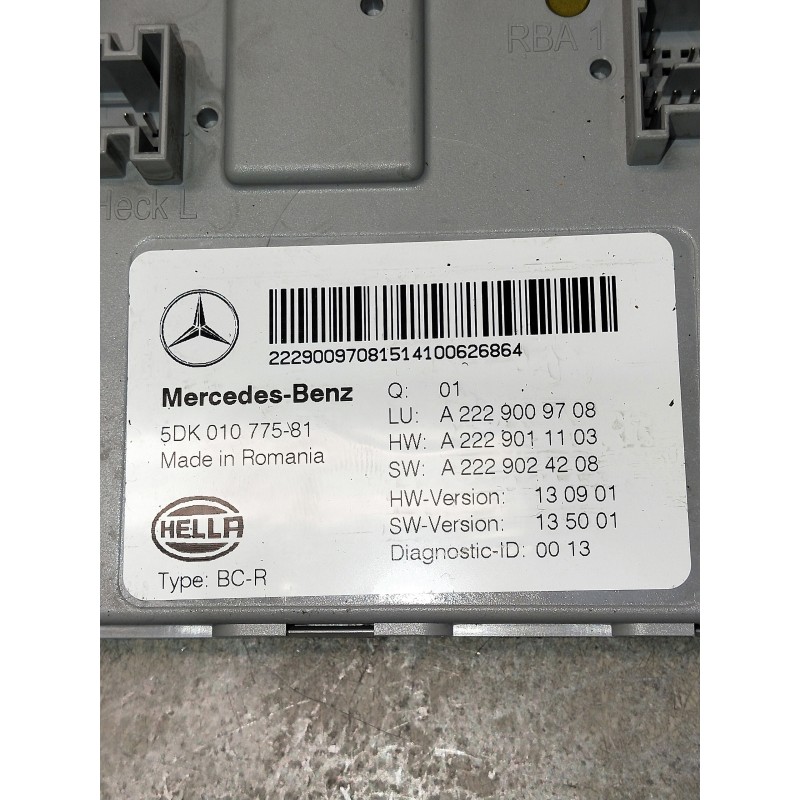 RBA 1
Heck L
2229009708151 4100626864
Mercedes-Benz
5DK 010 775-81
Made in Romania
HELLA
Type: BC-R
Q: 01
LU: A 222 900 97 08
HW: A 222 901 11 03
SW: A 222 902 42 08
HW-Version: 13 09 01
SW-Version: 13 50 01
Diagnostic-ID: 00 13